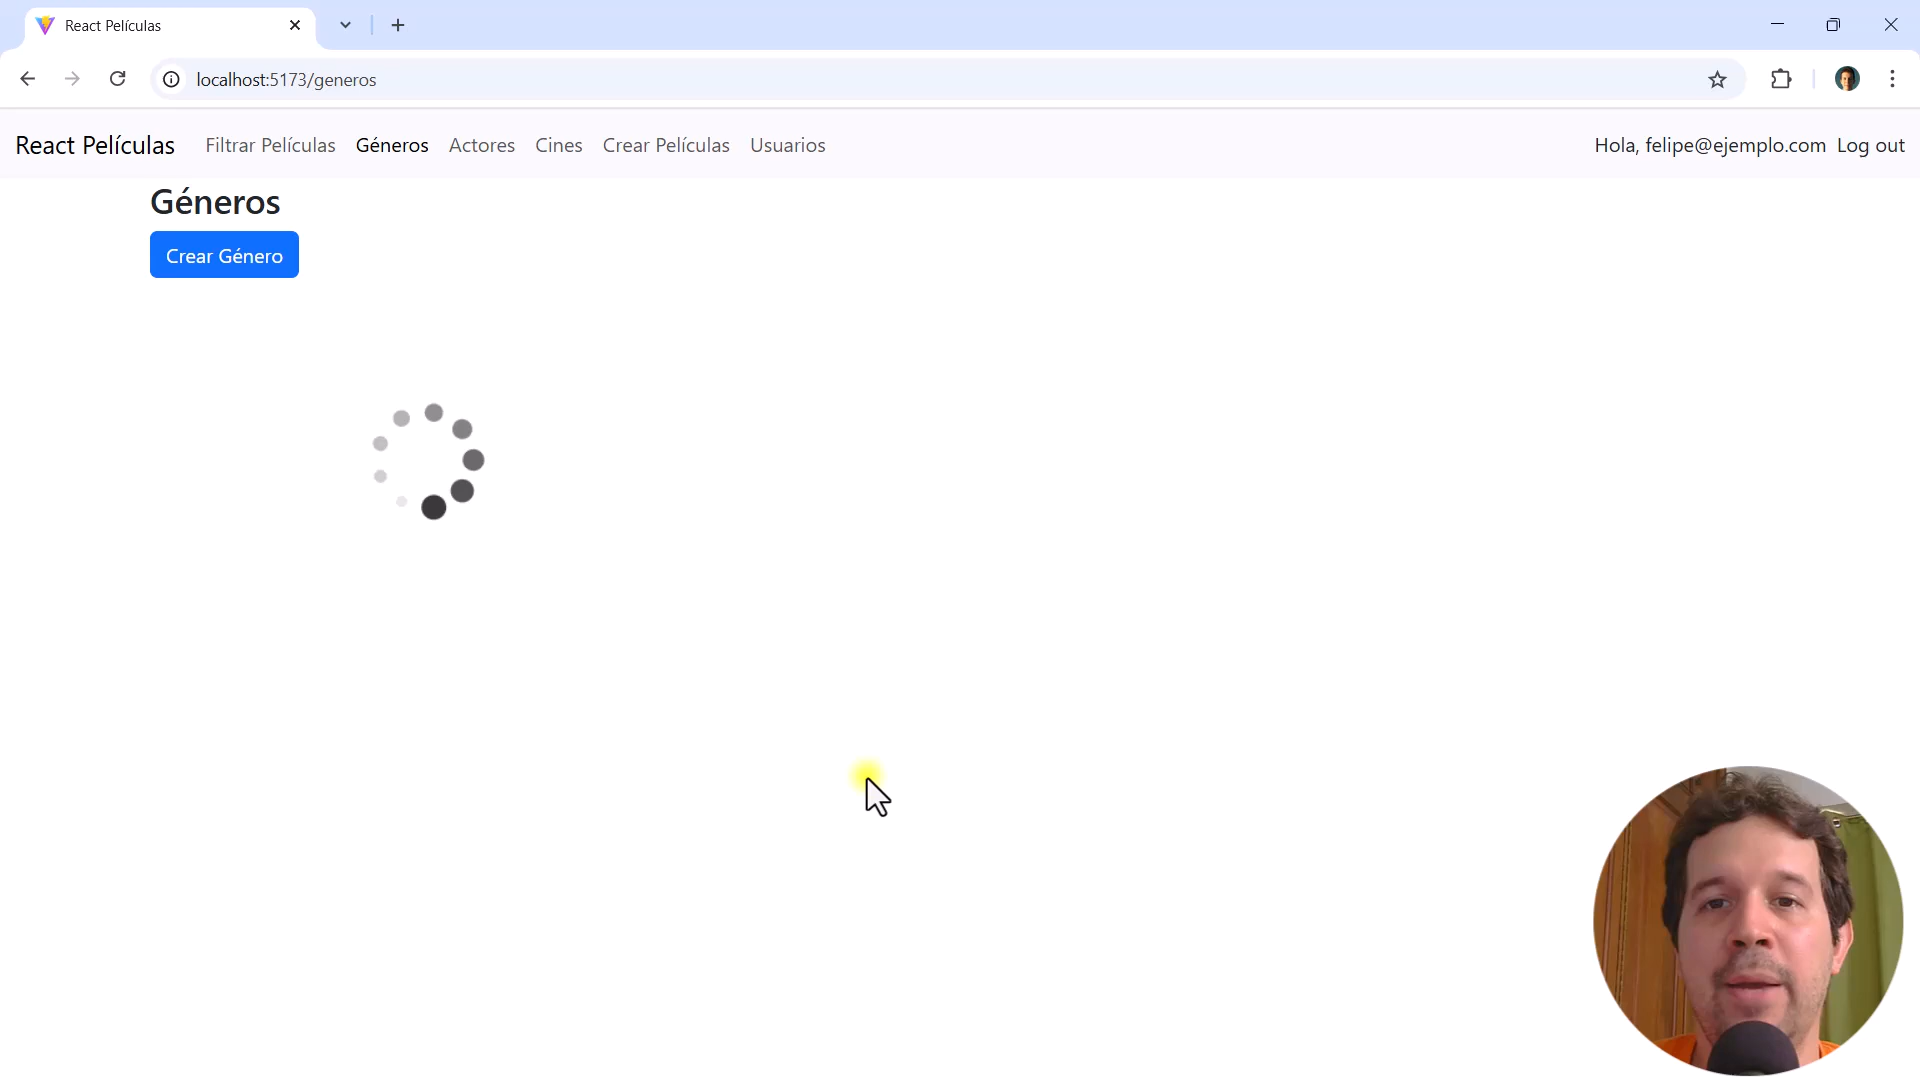 React Películas
localhost:5173/generos
React Películas Filtrar Películas Géneros Actores Cines Crear Películas Usuarios Hola, felipe@ejemplo.com Log out
Géneros
Crear Género